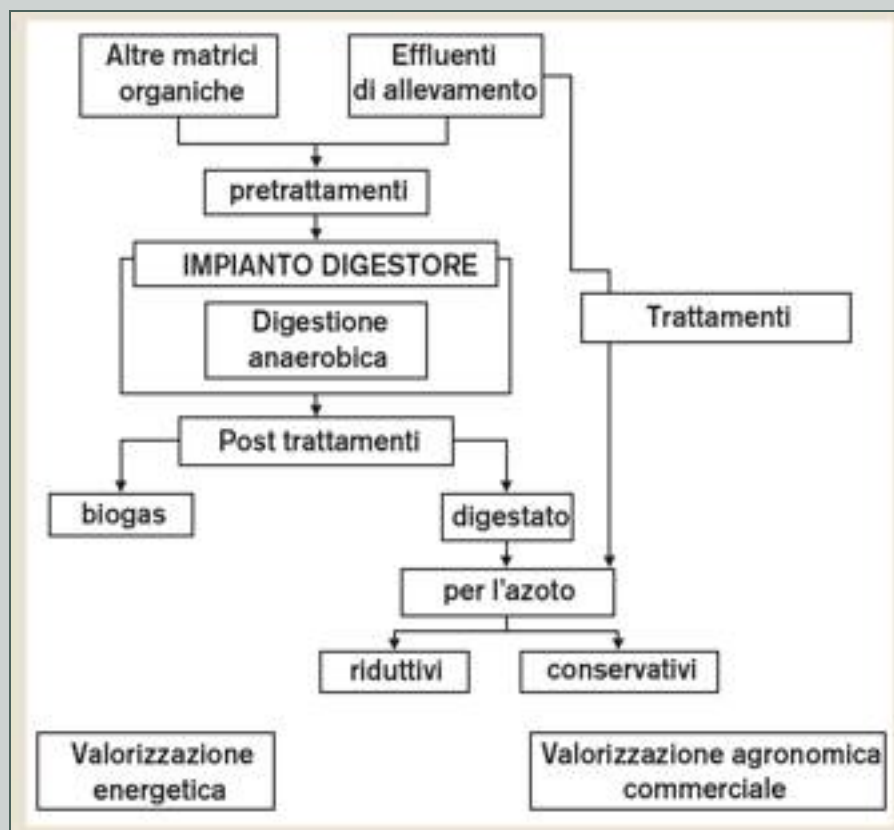 Altre matrici
organiche
Effluenti
di allevamento
pretrattamenti
IMPIANTO DIGESTORE
Digestione
anaerobica
Trattamenti
Post trattamenti
biogas
digestato
per l'azoto
riduttivi
conservativi
Valorizzazione
energetica
Valorizzazione agronomica
commerciale